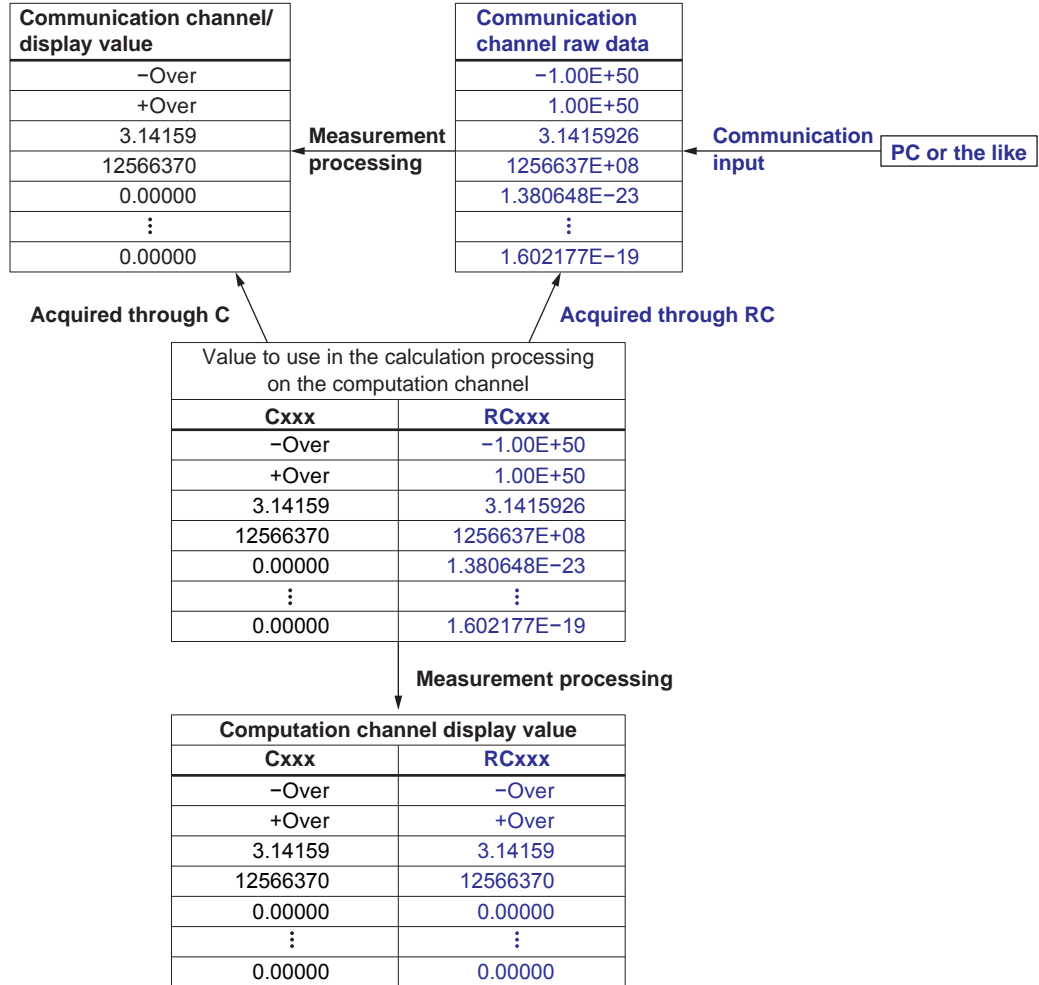 Communication channel/
display value
−Over
+Over
3.14159
12566370
0.00000
⋮
0.00000
Measurement
processing
Communication
channel raw data
−1.00E+50
1.00E+50
3.1415926
1256637E+08
1.380648E−23
⋮
1.602177E−19
Communication
input
PC or the like
Acquired through C
Acquired through RC
Value to use in the calculation processing
on the computation channel
Cxxx RCxxx
−Over −1.00E+50
+Over 1.00E+50
3.14159 3.1415926
12566370 1256637E+08
0.00000 1.380648E−23
⋮ ⋮
0.00000 1.602177E−19
Measurement processing
Computation channel display value
Cxxx RCxxx
−Over −Over
+Over +Over
3.14159 3.14159
12566370 12566370
0.00000 0.00000
⋮ ⋮
0.00000 0.00000